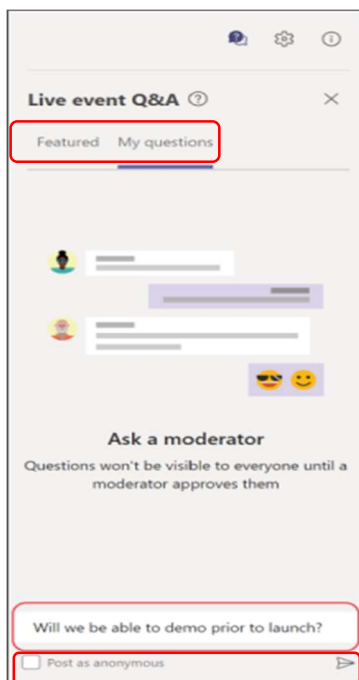 Live event Q&A
Featured My questions
Ask a moderator
Questions won't be visible to everyone until a
moderator approves them
Will we be able to demo prior to launch?
Post as anonymous